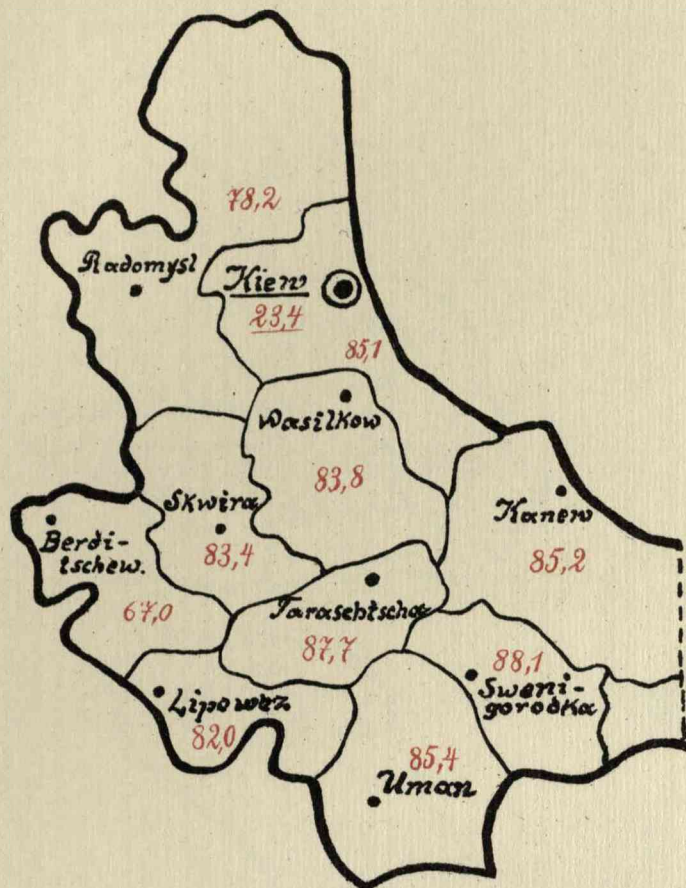 78,2
Radomysl
Kiew
23,4
85,1
Wasilkow
83,8
Skwira
83,4
Kanew
85,2
Berdi-
tschew.
67,0
Taraschtscha
87,7
88,1
Sweni-
gorodka
Lipowez
82,0
85,4
Uman